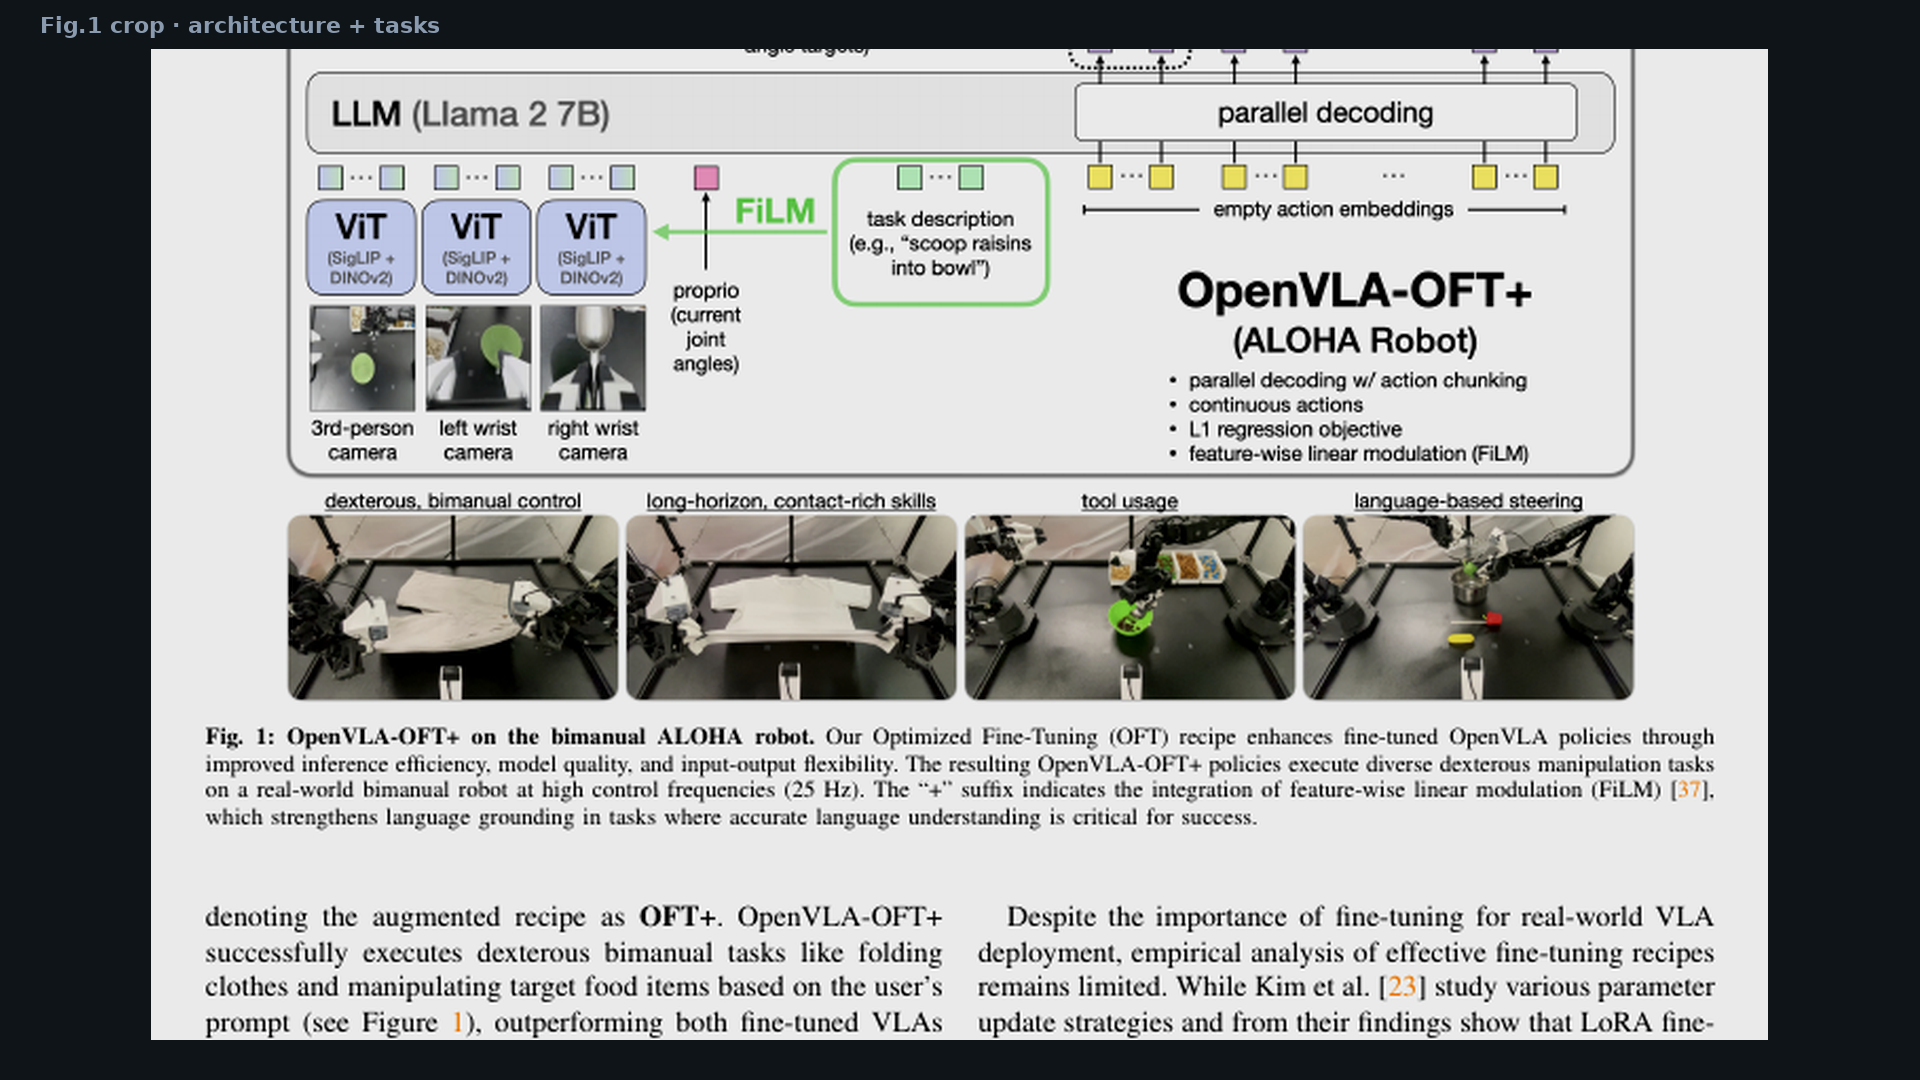 Fig.1 crop · architecture + tasks
angle targets)
LLM (Llama 2 7B)
parallel decoding
ViT
(SigLIP +
DINOv2)
ViT
(SigLIP +
DINOv2)
ViT
(SigLIP +
DINOv2)
FiLM
proprio
(current
joint
angles)
task description
(e.g., “scoop raisins
into bowl”)
empty action embeddings
3rd-person
camera
left wrist
camera
right wrist
camera
OpenVLA-OFT+
(ALOHA Robot)
• parallel decoding w/ action chunking
• continuous actions
• L1 regression objective
• feature-wise linear modulation (FiLM)
dexterous, bimanual control
long-horizon, contact-rich skills
tool usage
language-based steering
Fig. 1: OpenVLA-OFT+ on the bimanual ALOHA robot. Our Optimized Fine-Tuning (OFT) recipe enhances fine-tuned OpenVLA policies through
improved inference efficiency, model quality, and input-output flexibility. The resulting OpenVLA-OFT+ policies execute diverse dexterous manipulation tasks
on a real-world bimanual robot at high control frequencies (25 Hz). The “+” suffix indicates the integration of feature-wise linear modulation (FiLM) [37],
which strengthens language grounding in tasks where accurate language understanding is critical for success.
denoting the augmented recipe as OFT+. OpenVLA-OFT+
successfully executes dexterous bimanual tasks like folding
clothes and manipulating target food items based on the user’s
prompt (see Figure 1), outperforming both fine-tuned VLAs
Despite the importance of fine-tuning for real-world VLA
deployment, empirical analysis of effective fine-tuning recipes
remains limited. While Kim et al. [23] study various parameter
update strategies and from their findings show that LoRA fine-